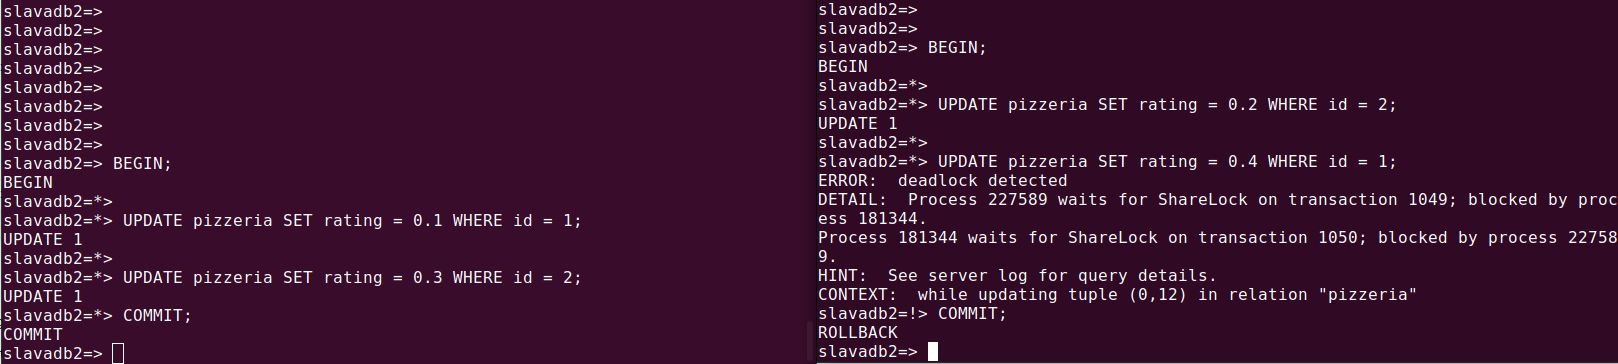 slavadb2=>
slavadb2=>
slavadb2=>
slavadb2=>
slavadb2=>
slavadb2=>
slavadb2=>
slavadb2=>
slavadb2=> BEGIN;
BEGIN
slavadb2=*>
slavadb2=*> UPDATE pizzeria SET rating = 0.1 WHERE id = 1;
UPDATE 1
slavadb2=*>
slavadb2=*> UPDATE pizzeria SET rating = 0.3 WHERE id = 2;
UPDATE 1
slavadb2=*> COMMIT;
COMMIT
slavadb2=>
slavadb2=>
slavadb2=>
slavadb2=> BEGIN;
BEGIN
slavadb2=*>
slavadb2=*> UPDATE pizzeria SET rating = 0.2 WHERE id = 2;
UPDATE 1
slavadb2=*>
slavadb2=*> UPDATE pizzeria SET rating = 0.4 WHERE id = 1;
ERROR:  deadlock detected
DETAIL:  Process 227589 waits for ShareLock on transaction 1049; blocked by proc
ess 181344.
Process 181344 waits for ShareLock on transaction 1050; blocked by process 22758
9.
HINT:  See server log for query details.
CONTEXT:  while updating tuple (0,12) in relation "pizzeria"
slavadb2=!> COMMIT;
ROLLBACK
slavadb2=>